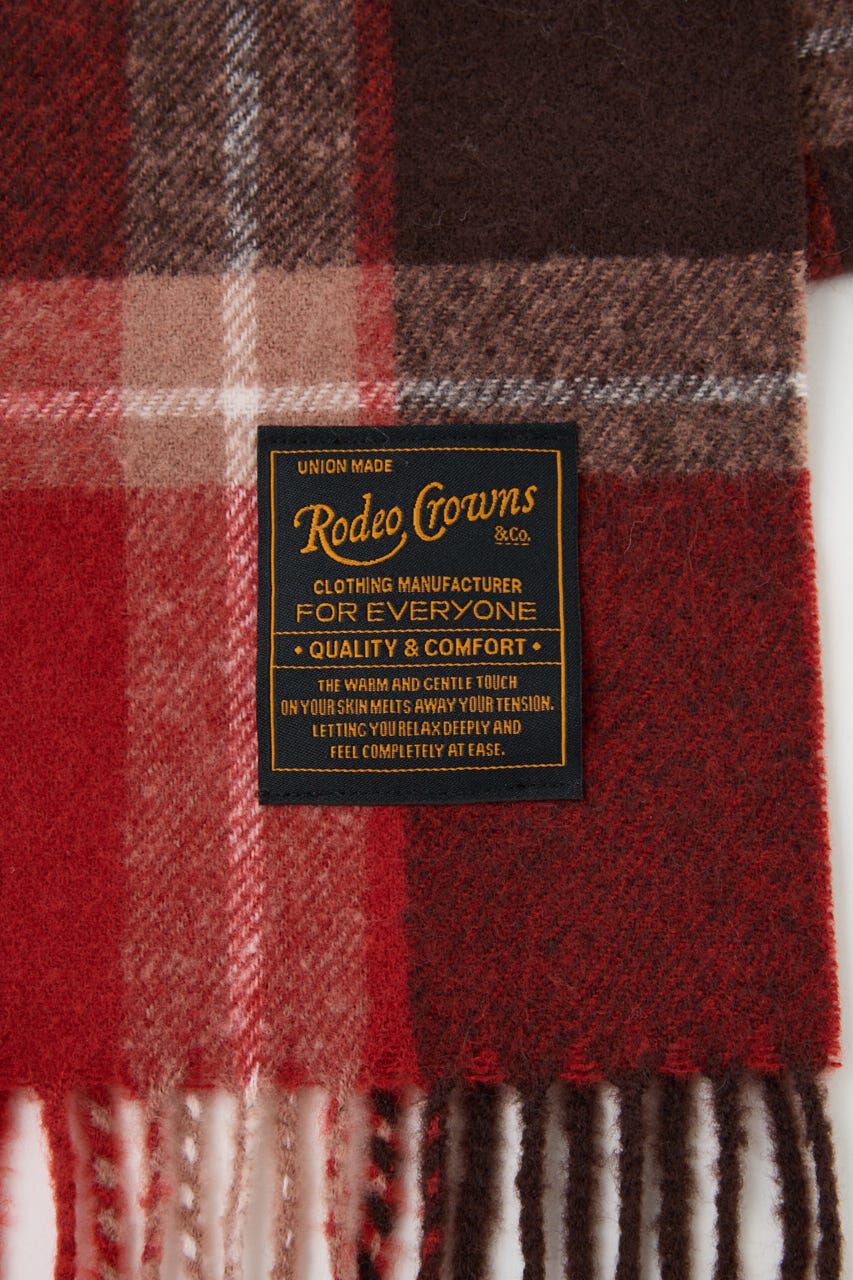 UNION MADE
Rodeo Crowns
&Co.
CLOTHING MANUFACTURER
FOR EVERYONE
• QUALITY & COMFORT •
THE WARM AND GENTLE TOUCH
ON YOUR SKIN MELTS AWAY YOUR TENSION.
LETTING YOU RELAX DEEPLY AND
FEEL COMPLETELY AT EASE.